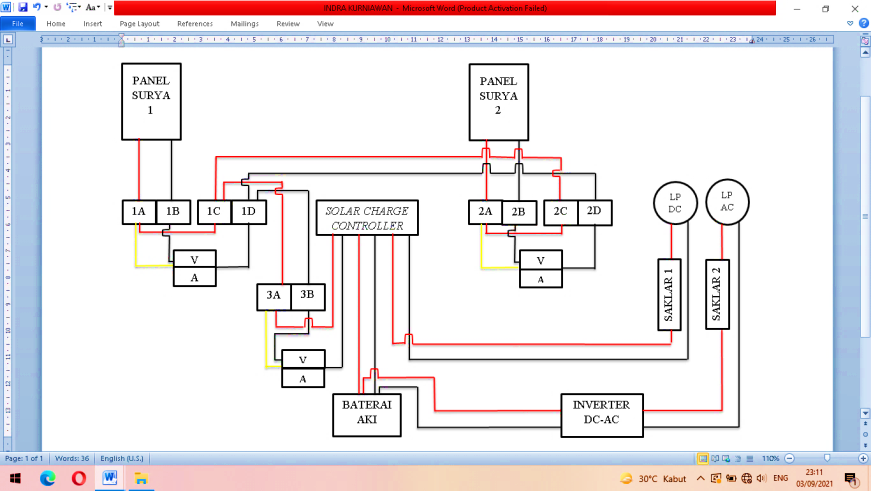 INDRA KURNIAWAN - Microsoft Word (Product Activation Failed)
File Home Insert Page Layout References Mailings Review View
PANEL
SURYA
1
PANEL
SURYA
2
1A 1B 1C 1D
2A 2B 2C 2D
SOLAR CHARGE
CONTROLLER
LP
DC
LP
AC
V
A
V
A
3A 3B
SAKLAR 1
SAKLAR 2
V
A
BATERAI
AKI
INVERTER
DC-AC
Page: 1 of 1 Words: 36 English (U.S.) 110%
30°C Kabut ENG 23:11
03/09/2021